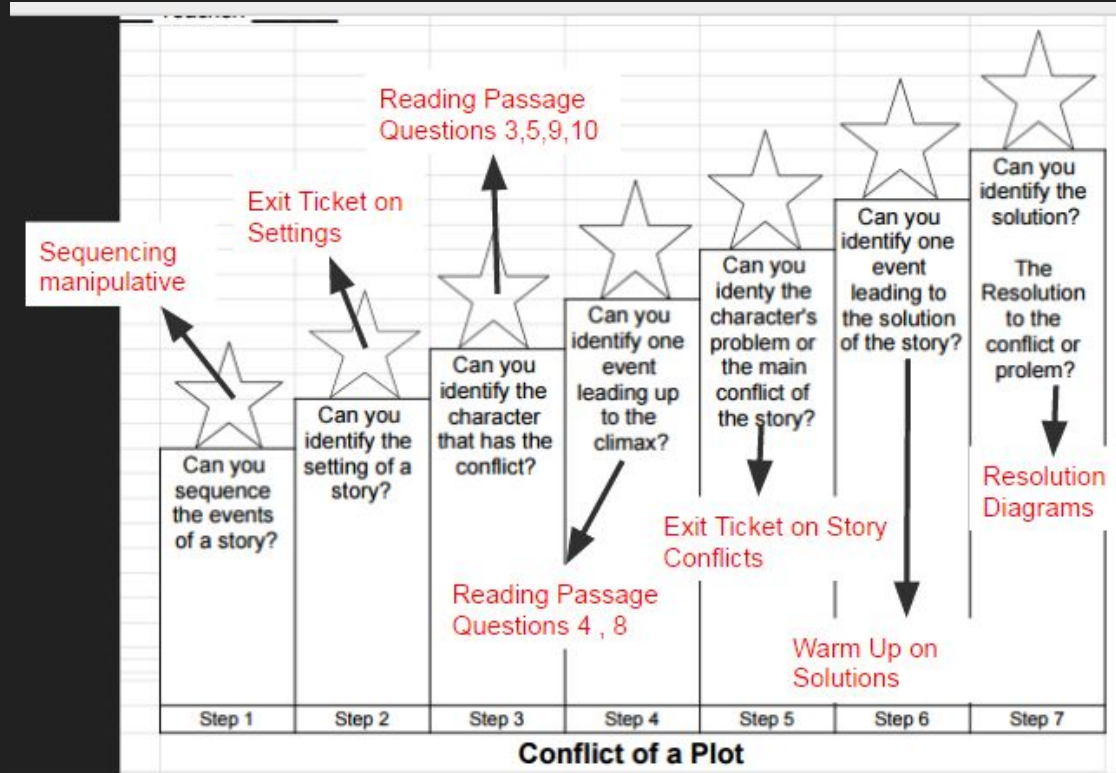 Reading Passage
Questions 3,5,9,10
Exit Ticket on
Settings
Sequencing
manipulative
Can you
sequence
the events
of a story?
Can you
identify the
setting of a
story?
Can you
identify the
character
that has the
conflict?
Can you
identify one
event
leading up
to the
climax?
Can you
identy the
character's
problem or
the main
conflict of
the story?
Can you
identify one
event
leading to
the solution
of the story?
Can you
identify the
solution?
The
Resolution
to the
conflict or
prolem?
Reading Passage
Questions 4 , 8
Exit Ticket on Story
Conflicts
Warm Up on
Solutions
Resolution
Diagrams
Step 1
Step 2
Step 3
Step 4
Step 5
Step 6
Step 7
Conflict of a Plot